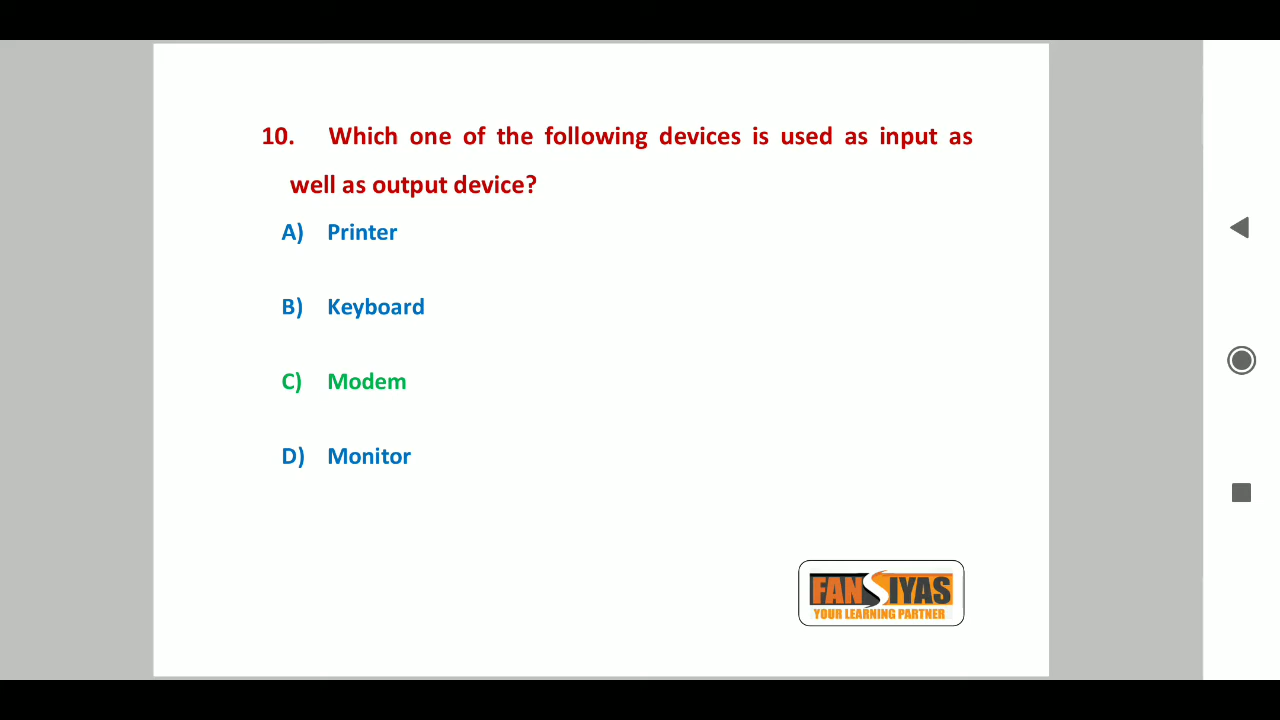 10. Which one of the following devices is used as input as
well as output device?
A) Printer
B) Keyboard
C) Modem
D) Monitor
FANSIYAS
YOUR LEARNING PARTNER